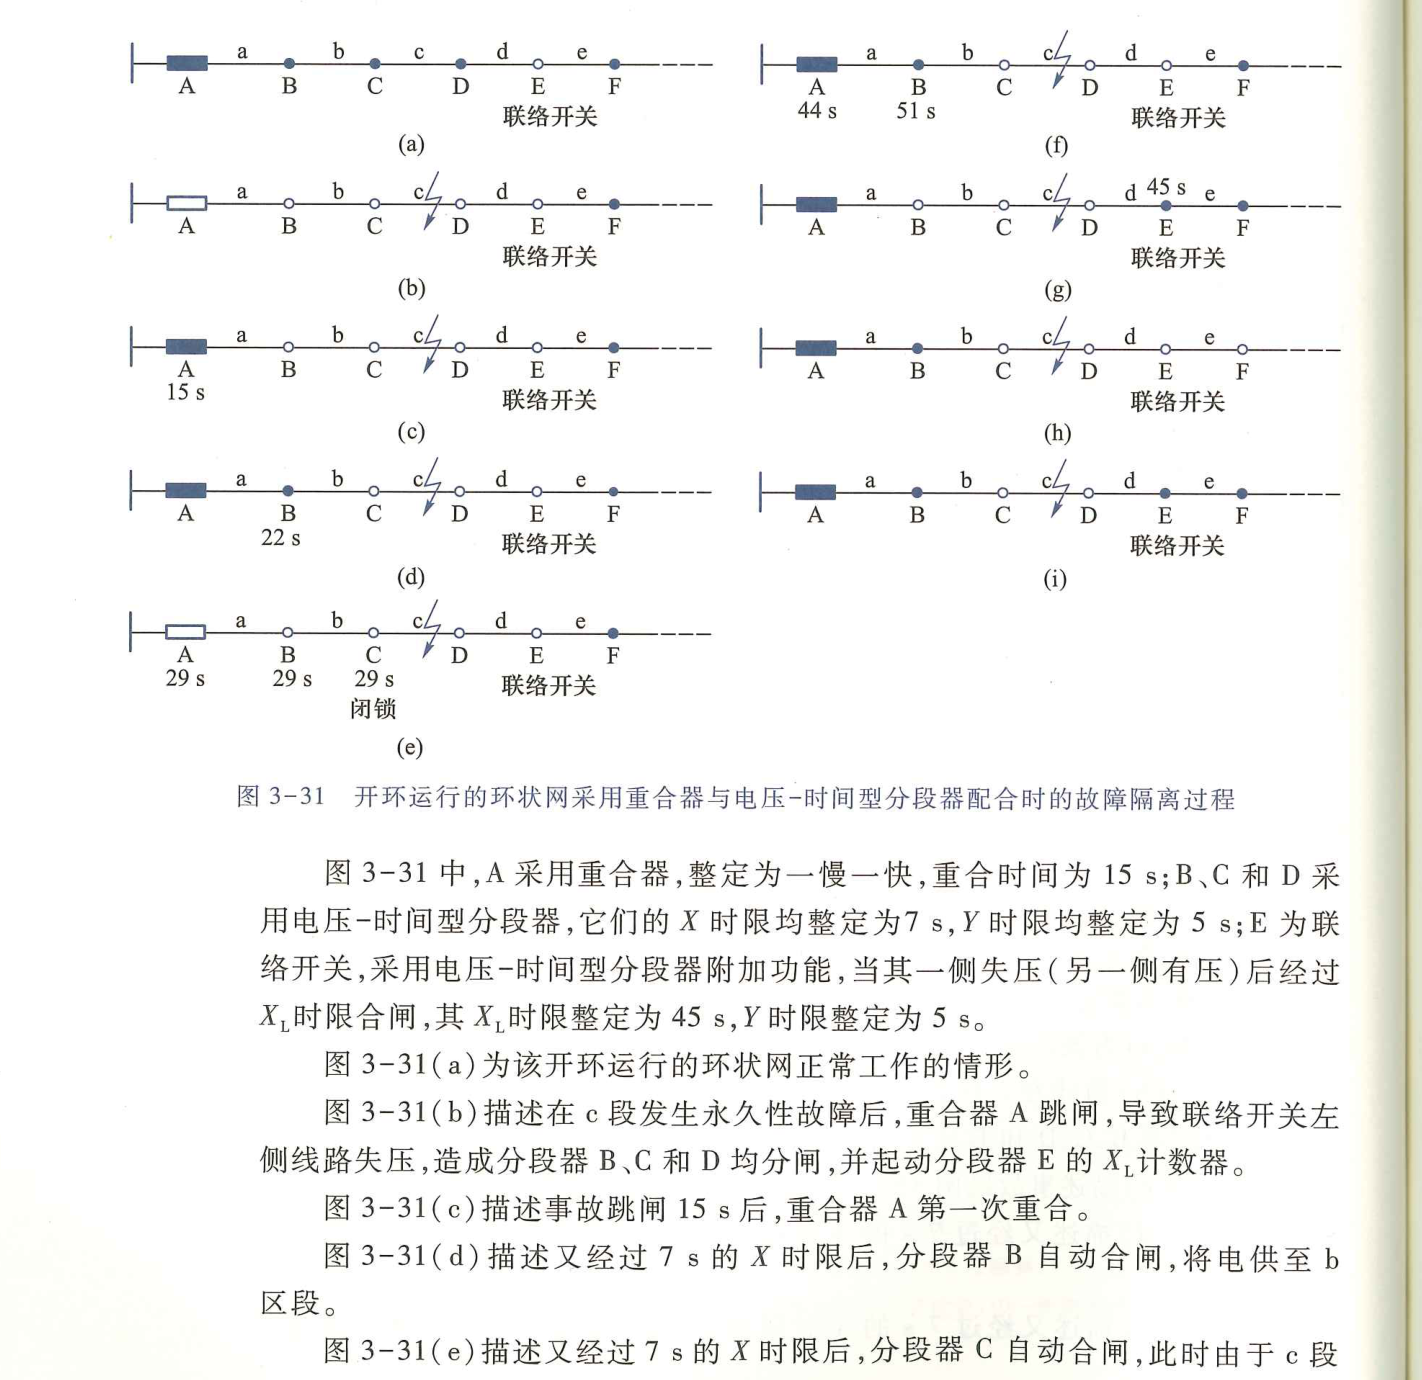 a b c d e
A B C D E F
联络开关
(a)
a b c d e
A B C D E F
联络开关
(b)
a b c d e
A B C D E F
15 s
联络开关
(c)
a b c d e
A B C D E F
22 s
联络开关
(d)
a b c d e
A B C D E F
29 s 29 s 29 s
联络开关
闭锁
(e)
a b c d e
A B C D E F
44 s 51 s
联络开关
(f)
a b c d 45 s e
A B C D E F
联络开关
(g)
a b c d e
A B C D E F
联络开关
(h)
a b c d e
A B C D E F
联络开关
(i)
图 3-31 开环运行的环状网采用重合器与电压-时间型分段器配合时的故障隔离过程
图 3-31 中,A 采用重合器,整定为一慢一快,重合时间为 15 s;B、C 和 D 采
用电压-时间型分段器,它们的 X 时限均整定为7 s,Y 时限均整定为 5 s;E 为联
络开关,采用电压-时间型分段器附加功能,当其一侧失压(另一侧有压)后经过
X_L时限合闸,其 X_L时限整定为 45 s,Y 时限整定为 5 s。
图 3-31(a)为该开环运行的环状网正常工作的情形。
图 3-31(b)描述在 c 段发生永久性故障后,重合器 A 跳闸,导致联络开关左
侧线路失压,造成分段器 B、C 和 D 均分闸,并起动分段器 E 的 X_L计数器。
图 3-31(c)描述事故跳闸 15 s 后,重合器 A 第一次重合。
图 3-31(d)描述又经过 7 s 的 X 时限后,分段器 B 自动合闸,将电供至 b
区段。
图 3-31(e)描述又经过 7 s 的 X 时限后,分段器 C 自动合闸,此时由于 c 段